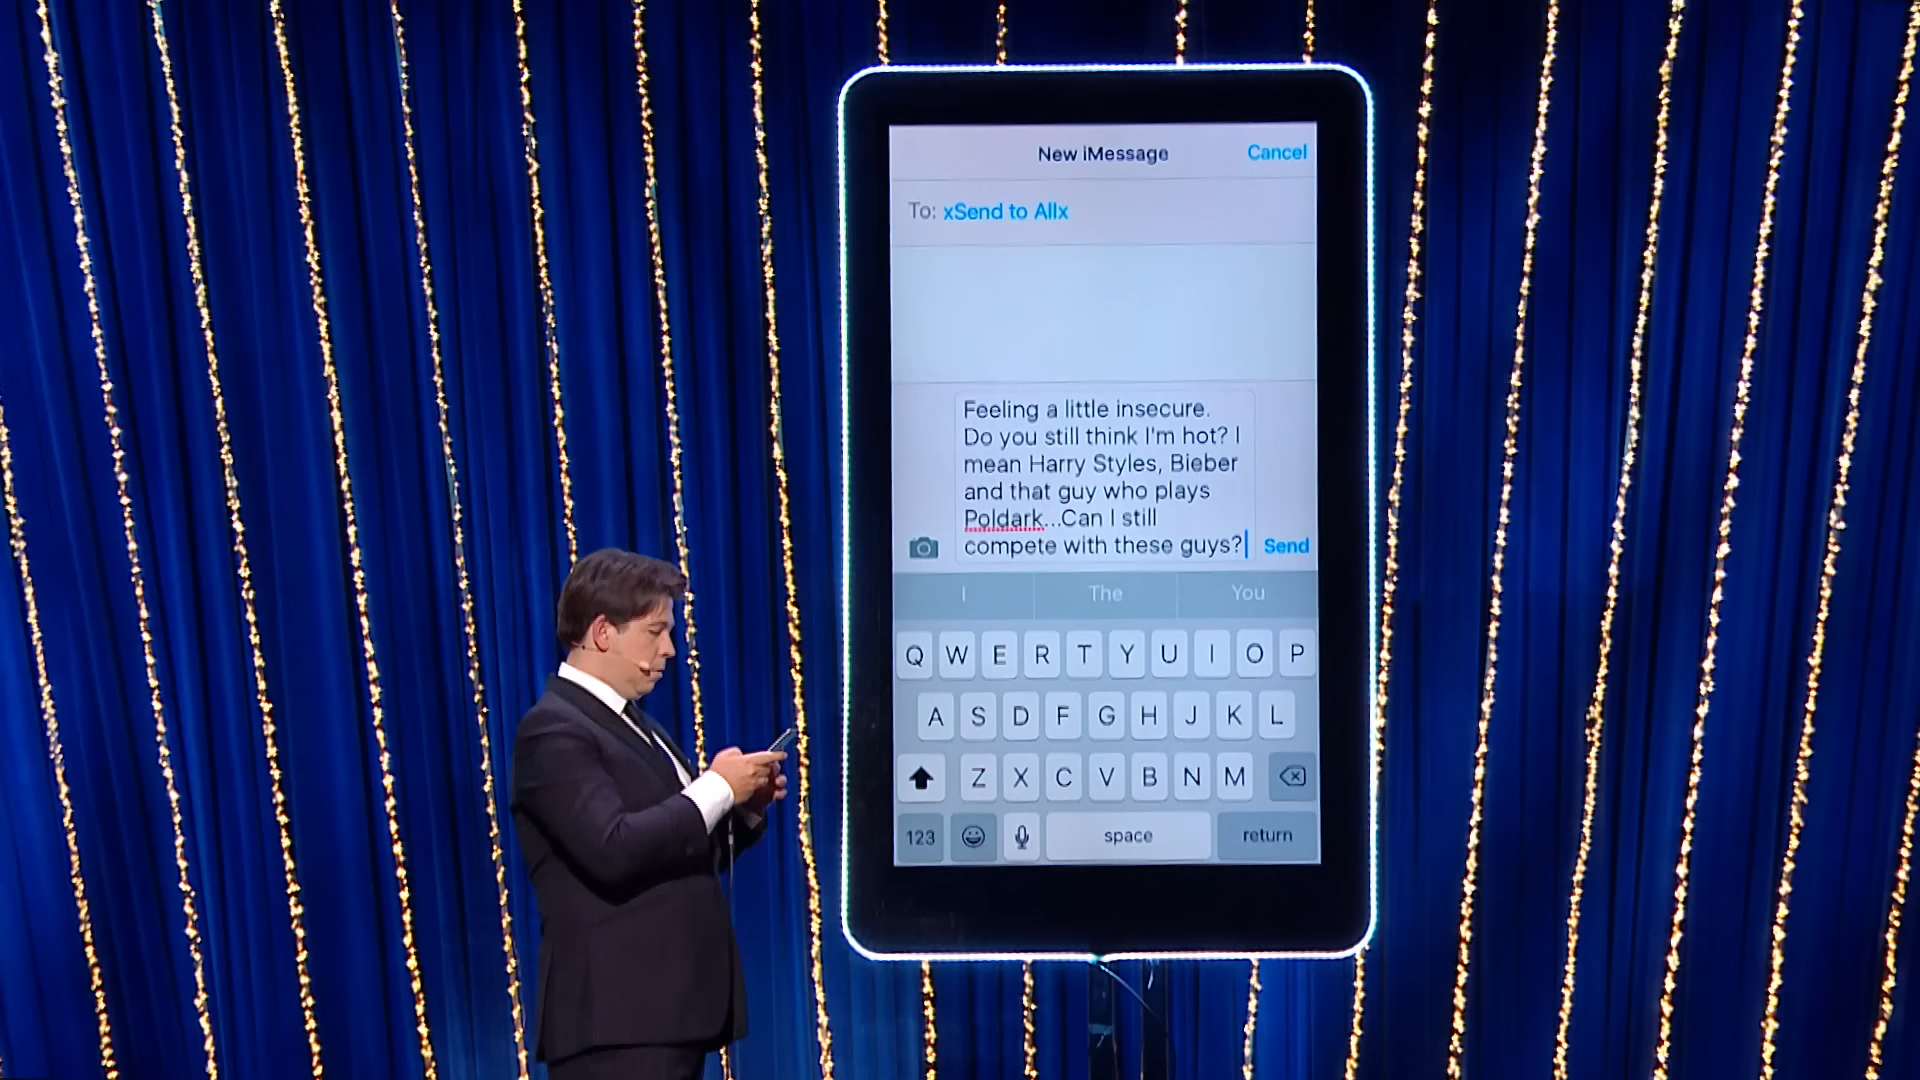 New iMessage
Cancel
To: xSend to Allx
Feeling a little insecure.
Do you still think I'm hot? I
mean Harry Styles, Bieber
and that guy who plays
Poldark...Can I still
compete with these guys?
Send
I The You
Q W E R T Y U I O P
A S D F G H J K L
Z X C V B N M
123 space return